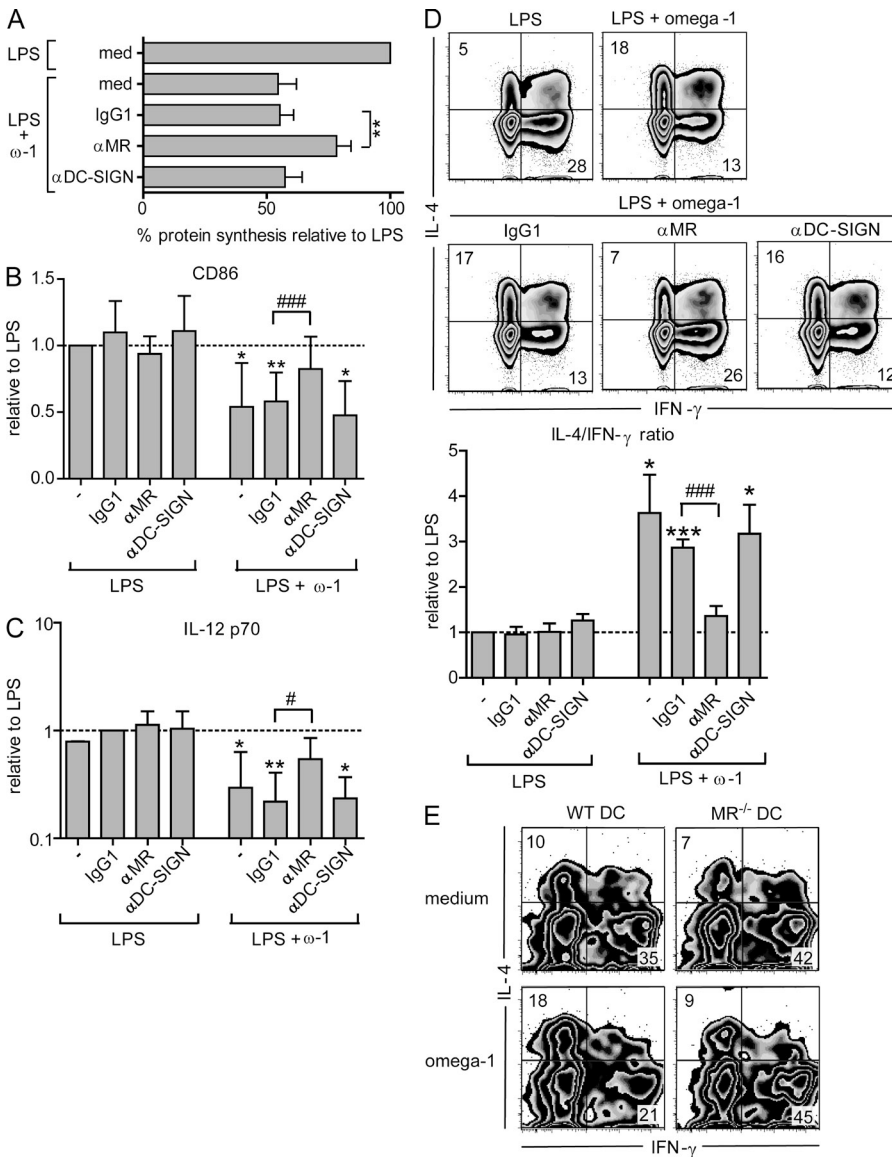 A
LPS
med
LPS + ω-1
med
IgG1
αMR
αDC-SIGN
**
0 50 100
% protein synthesis relative to LPS
B
CD86
relative to LPS
1.5
1.0
0.5
0.0
###
* ** *
- IgG1 αMR αDC-SIGN - IgG1 αMR αDC-SIGN
LPS LPS + ω-1
C
IL-12 p70
relative to LPS
10
1
0.1
#
* ** *
- IgG1 αMR αDC-SIGN - IgG1 αMR αDC-SIGN
LPS LPS +ω-1
D
LPS LPS + omega-1
5 18
28 13
IL-4
LPS + omega-1
IgG1 αMR αDC-SIGN
17 7 16
13 26 12
IFN-γ
IL-4/IFN-γ ratio
relative to LPS
5
4
3
2
1
0
* *** ### *
- IgG1 αMR αDC-SIGN - IgG1 αMR αDC-SIGN
LPS LPS + ω-1
E
WT DC MR-/- DC
medium
10 7
35 42
IL-4
omega-1
18 9
21 45
IFN-γ